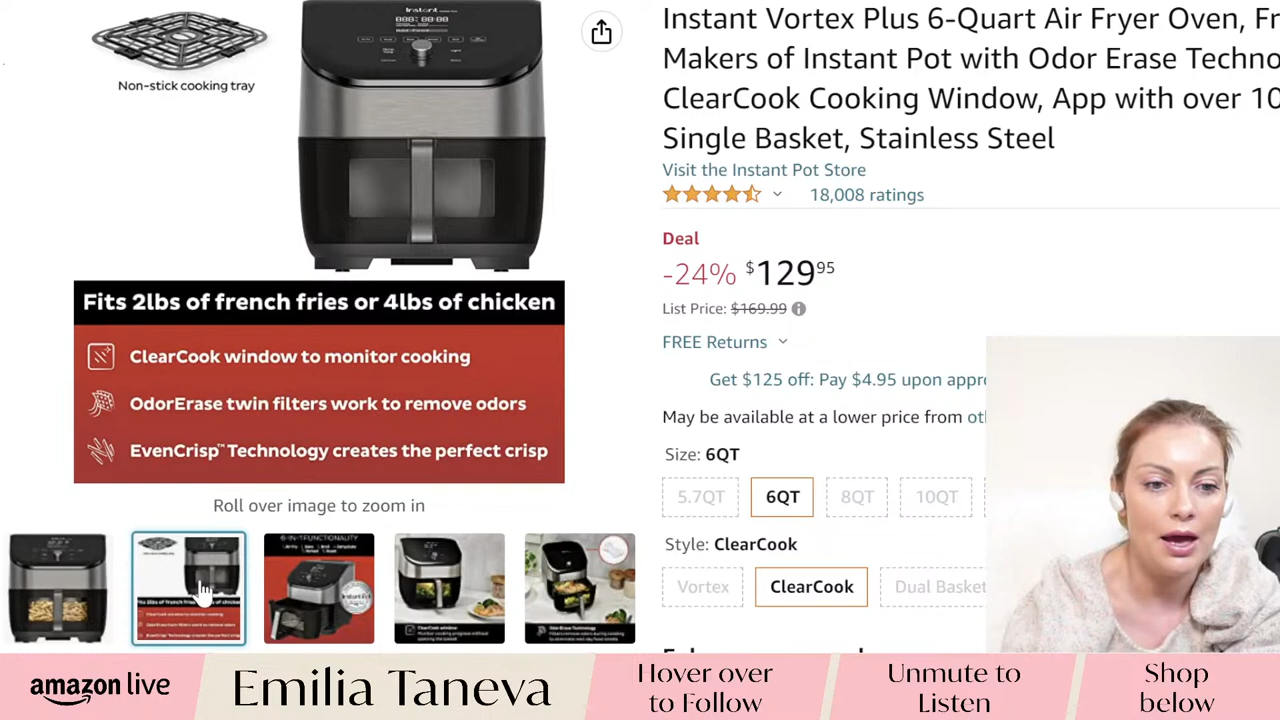 Non-stick cooking tray
Instant
Fits 2lbs of french fries or 4lbs of chicken
ClearCook window to monitor cooking
OdorErase twin filters work to remove odors
EvenCrisp™ Technology creates the perfect crisp
Roll over image to zoom in
Instant Vortex Plus 6-Quart Air Fryer Oven, Fr
Makers of Instant Pot with Odor Erase Techno
ClearCook Cooking Window, App with over 10
Single Basket, Stainless Steel
Visit the Instant Pot Store
18,008 ratings
Deal
-24% $129.95
List Price: $169.99
FREE Returns
Get $125 off: Pay $4.95 upon appr
May be available at a lower price from ot
Size: 6QT
5.7QT 6QT 8QT 10QT
Style: ClearCook
Vortex ClearCook Dual Basket
amazon live
Emilia Taneva
Hover over
to Follow
Unmute to
Listen
Shop
below